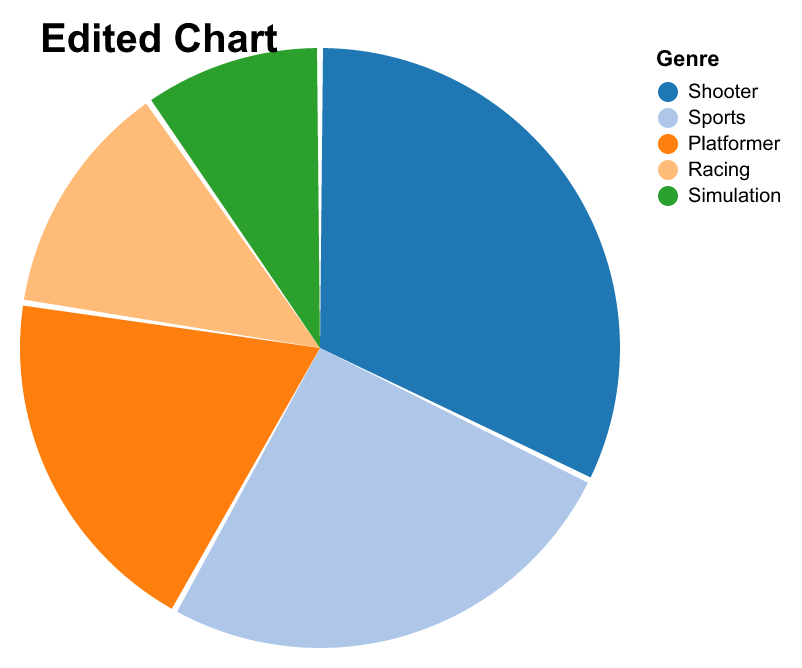 Edited Chart
Genre
Shooter
Sports
Platformer
Racing
Simulation